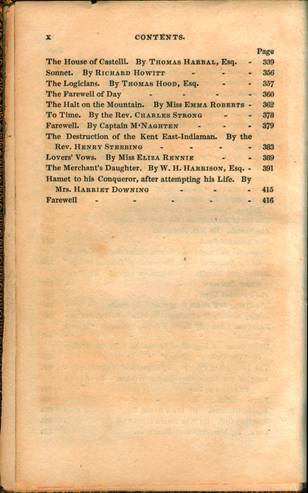 x CONTENTS.
Page
The House of Castelli. By THOMAS HARRAL, Esq. - 339
Sonnet. By RICHARD HOWITT - - - 356
The Logicians. By THOMAS HOOD, Esq. - - - 357
The Farewell of Day - - - - 360
The Halt on the Mountain. By Miss EMMA ROBERTS - 362
To Time. By the Rev. CHARLES STRONG - - 378
Farewell. By Captain M'NAGHTEN - - - 379
The Destruction of the Kent East-Indiaman. By the
Rev. HENRY STEBBING - - - - 383
Lovers' Vows. By Miss ELIZA RENNIE - - - 389
The Merchant's Daughter. By W. H. HARRISON, Esq. - 391
Hamet to his Conqueror, after attempting his Life. By
Mrs. HARRIET DOWNING - - - - 415
Farewell - - - - - - - 416